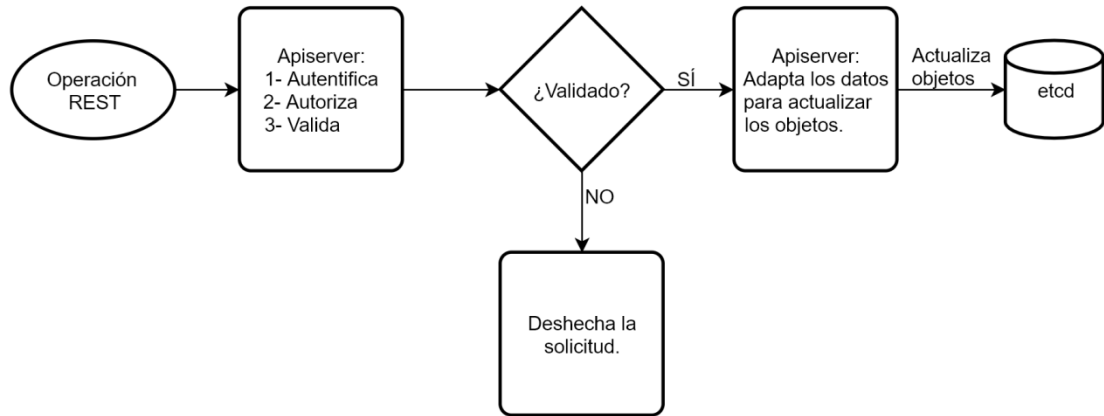 Operación
REST
Apiserver:
1- Autentifica
2- Autoriza
3- Valida
¿Validado?
SÍ
Apiserver:
Adapta los datos
para actualizar
los objetos.
Actualiza
objetos
etcd
NO
Deshecha la
solicitud.